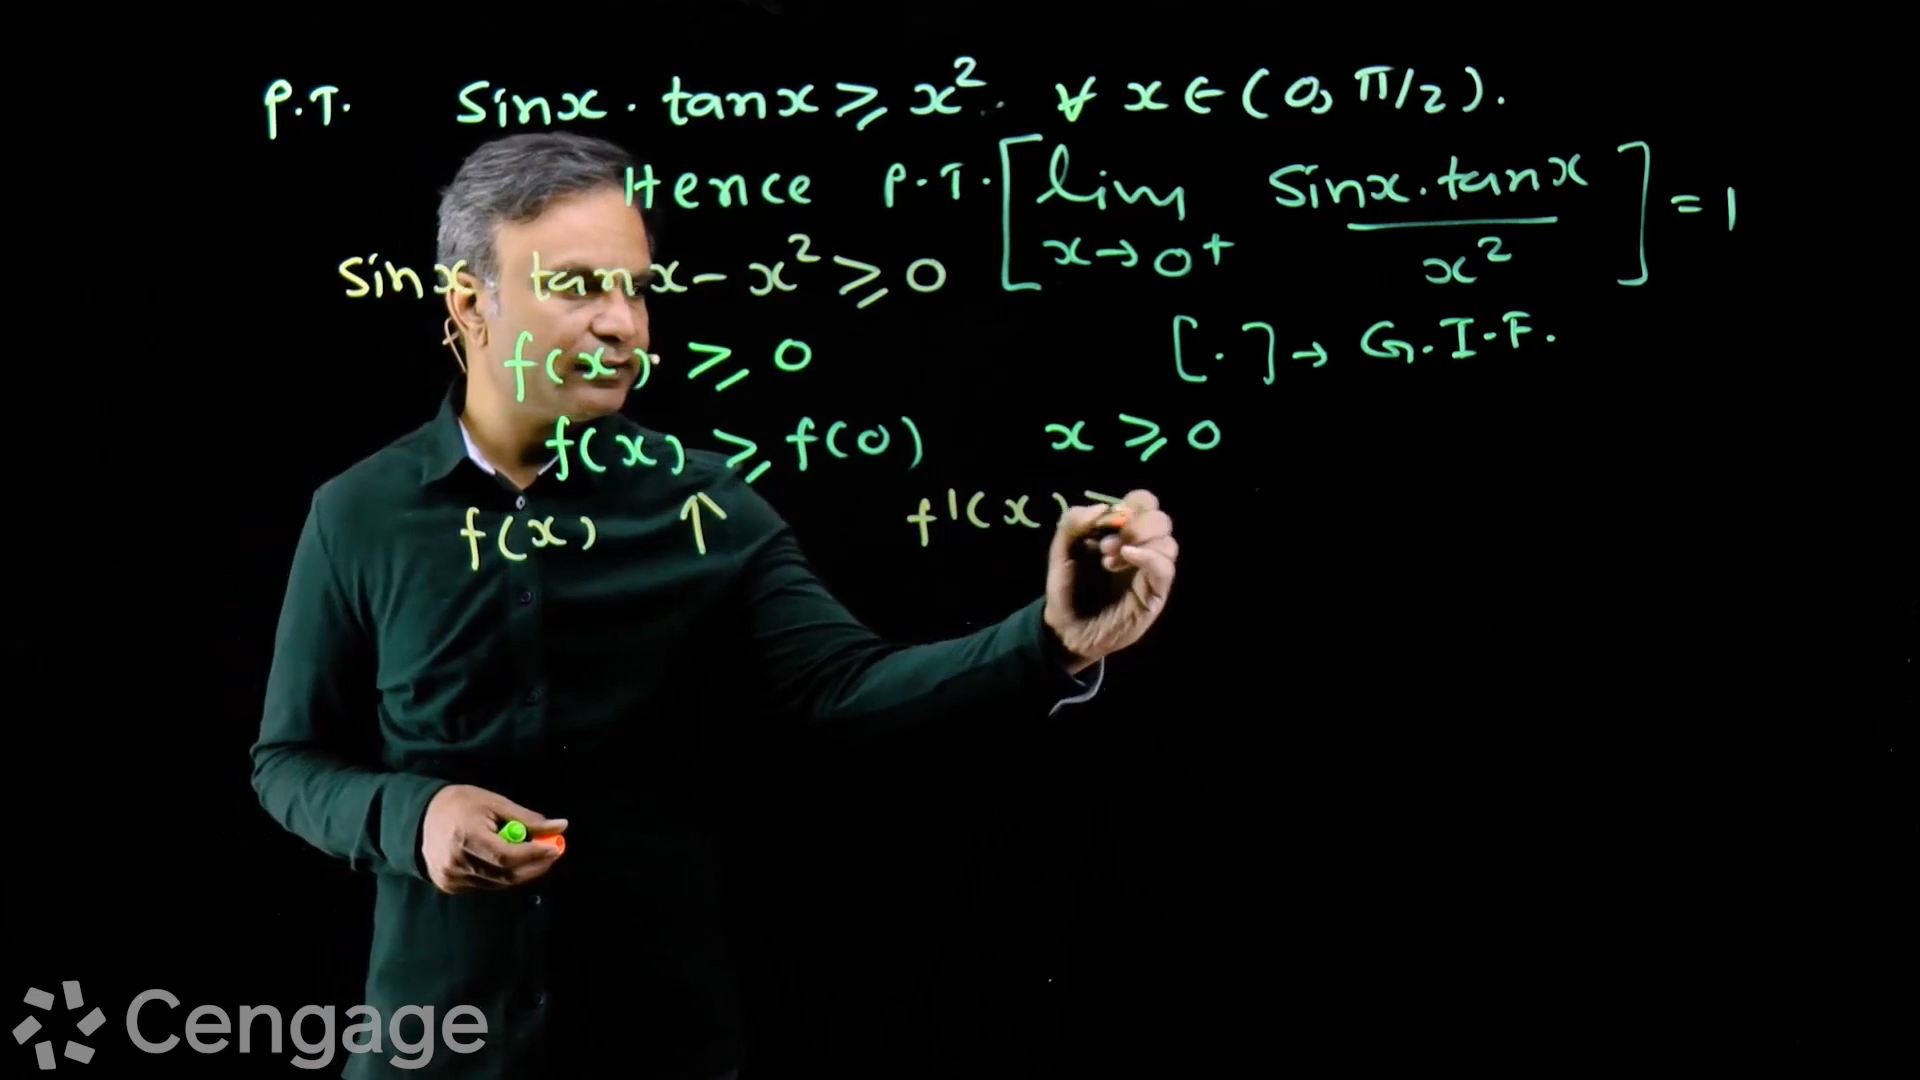 P.T. sinx . tanx ⩾ x². ∀ x ∈ (0, π/2).
Hence P.T. [ lim x→0+ sinx . tanx / x² ] = 1
sinx tanx – x² ⩾ 0
f(x) ⩾ 0
[.] → G.I.F.
f(x) ⩾ f(0) x ⩾ 0
f(x) ↑ f'(x) >
Cengage